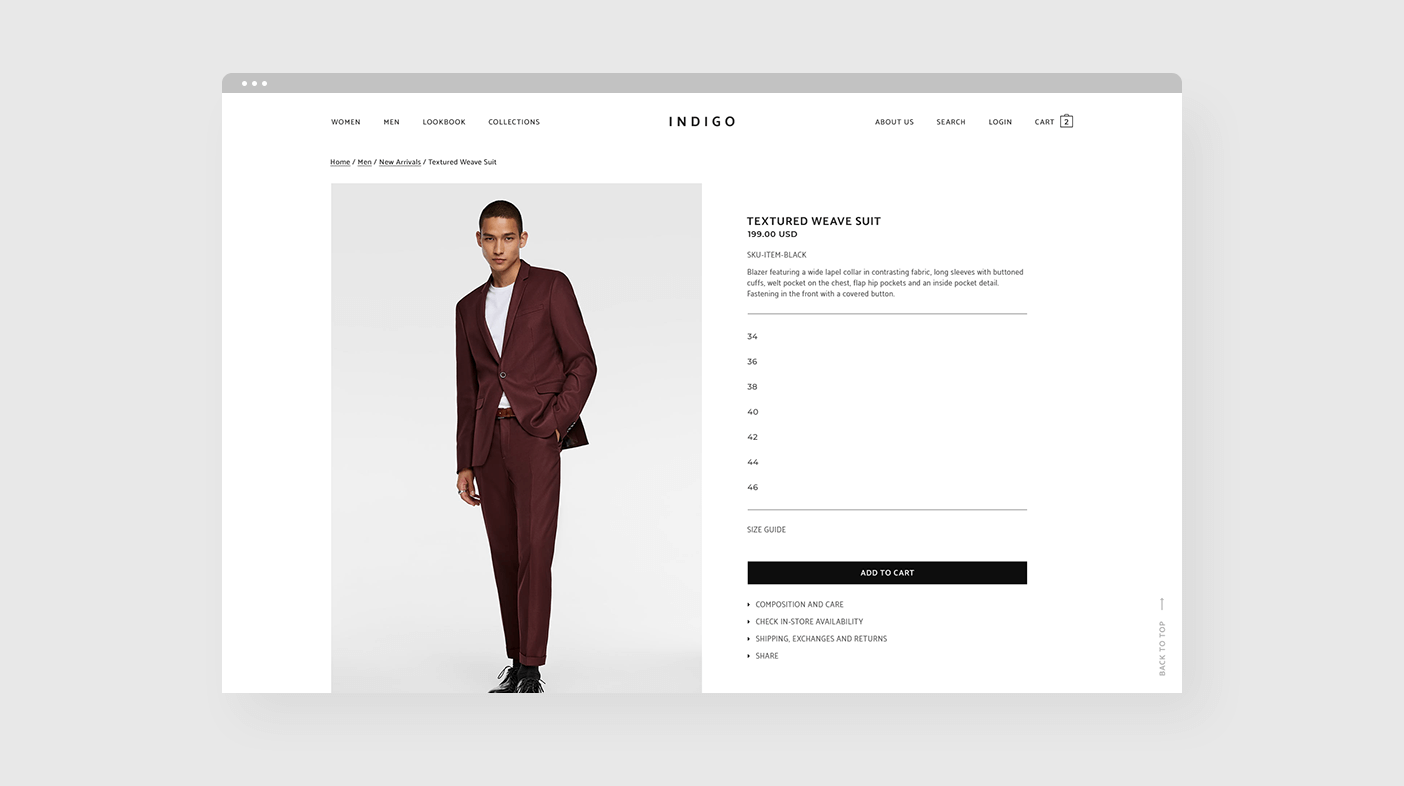 WOMEN MEN LOOKBOOK COLLECTIONS INDIGO ABOUT US SEARCH LOGIN CART 2
Home / Men / New Arrivals / Textured Weave Suit
TEXTURED WEAVE SUIT
199.00 USD
SKU-ITEM-BLACK
Blazer featuring a wide lapel collar in contrasting fabric, long sleeves with buttoned
cuffs, welt pocket on the chest, flap hip pockets and an inside pocket detail.
Fastening in the front with a covered button.
34
36
38
40
42
44
46
SIZE GUIDE
ADD TO CART
COMPOSITION AND CARE
CHECK IN-STORE AVAILABILITY
SHIPPING, EXCHANGES AND RETURNS
SHARE
BACK TO TOP